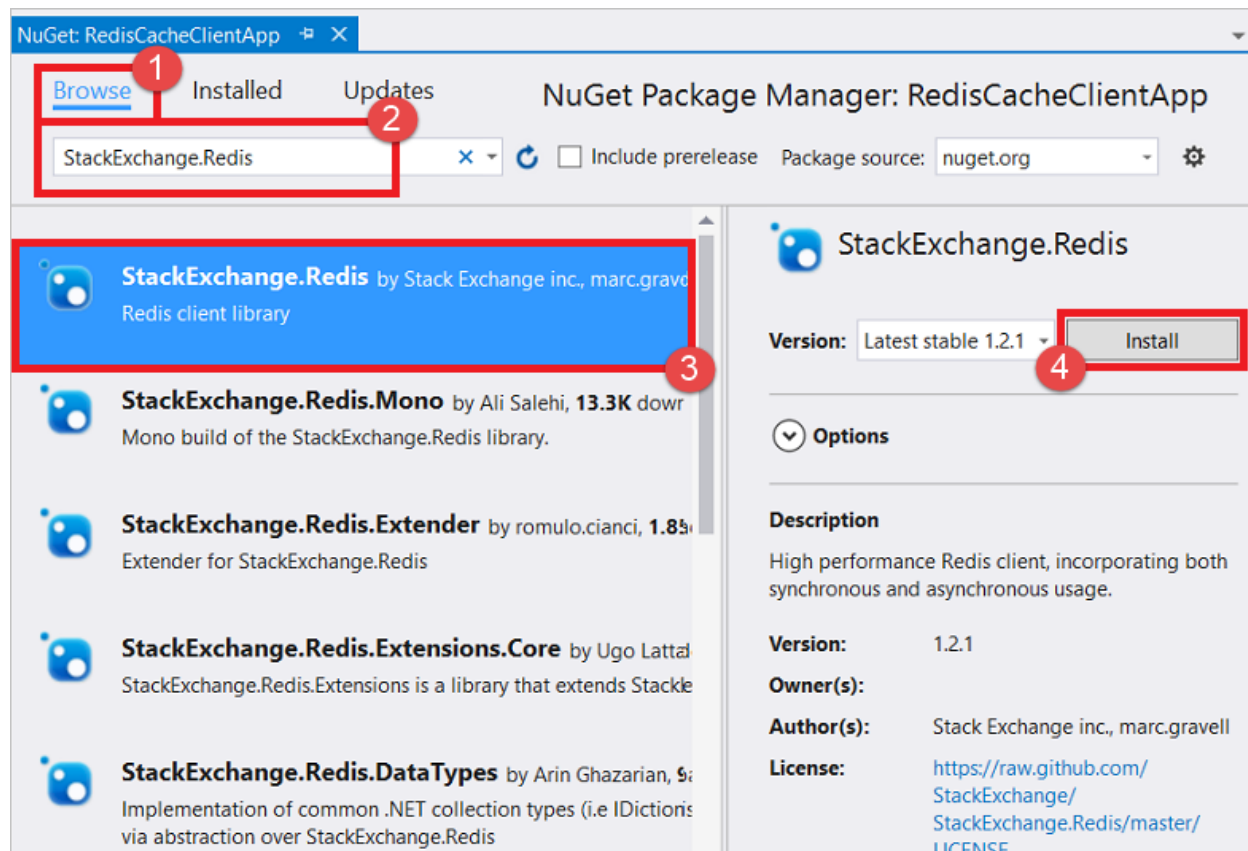 NuGet: RedisCacheClientApp
1
Browse Installed Updates
NuGet Package Manager: RedisCacheClientApp
2
StackExchange.Redis
Include prerelease Package source: nuget.org
StackExchange.Redis by Stack Exchange inc., marc.grav
Redis client library
3
StackExchange.Redis.Mono by Ali Salehi, 13.3K dowr
Mono build of the StackExchange.Redis library.
StackExchange.Redis.Extender by romulo.cianci,
Extender for StackExchange.Redis
StackExchange.Redis.Extensions.Core by Ugo
StackExchange.Redis.Extensions is a library that extends
StackExchange.Redis.DataTypes by Arin Ghazarian,
Implementation of common .NET collection types (i.e
via abstraction over StackExchange.Redis
StackExchange.Redis
Version: Latest stable 1.2.1 Install
4
Options
Description
High performance Redis client, incorporating both
synchronous and asynchronous usage.
Version: 1.2.1
Owner(s):
Author(s): Stack Exchange inc., marc.gravell
License: https://raw.github.com/
StackExchange/
StackExchange.Redis/master/
LICENSE